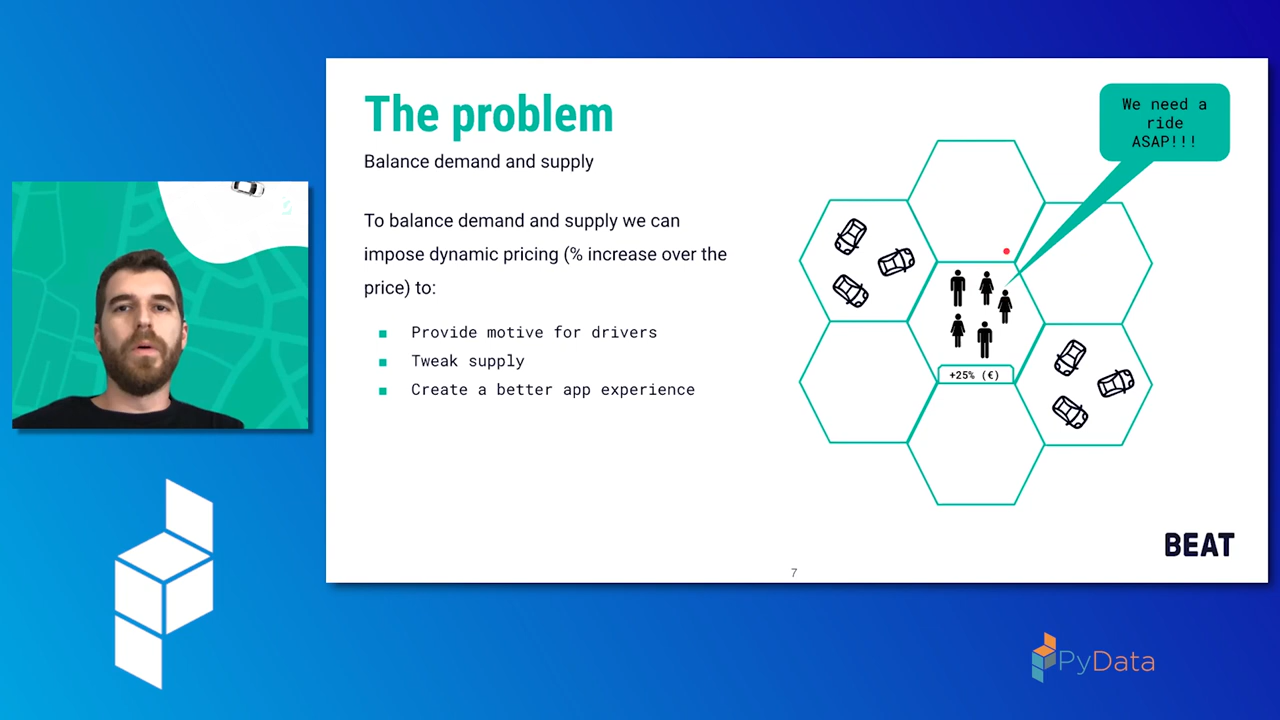 The problem
Balance demand and supply
To balance demand and supply we can
impose dynamic pricing (% increase over the
price) to:
Provide motive for drivers
Tweak supply
Create a better app experience
We need a
ride
ASAP!!!
+25% (€)
BEAT
7
PyData